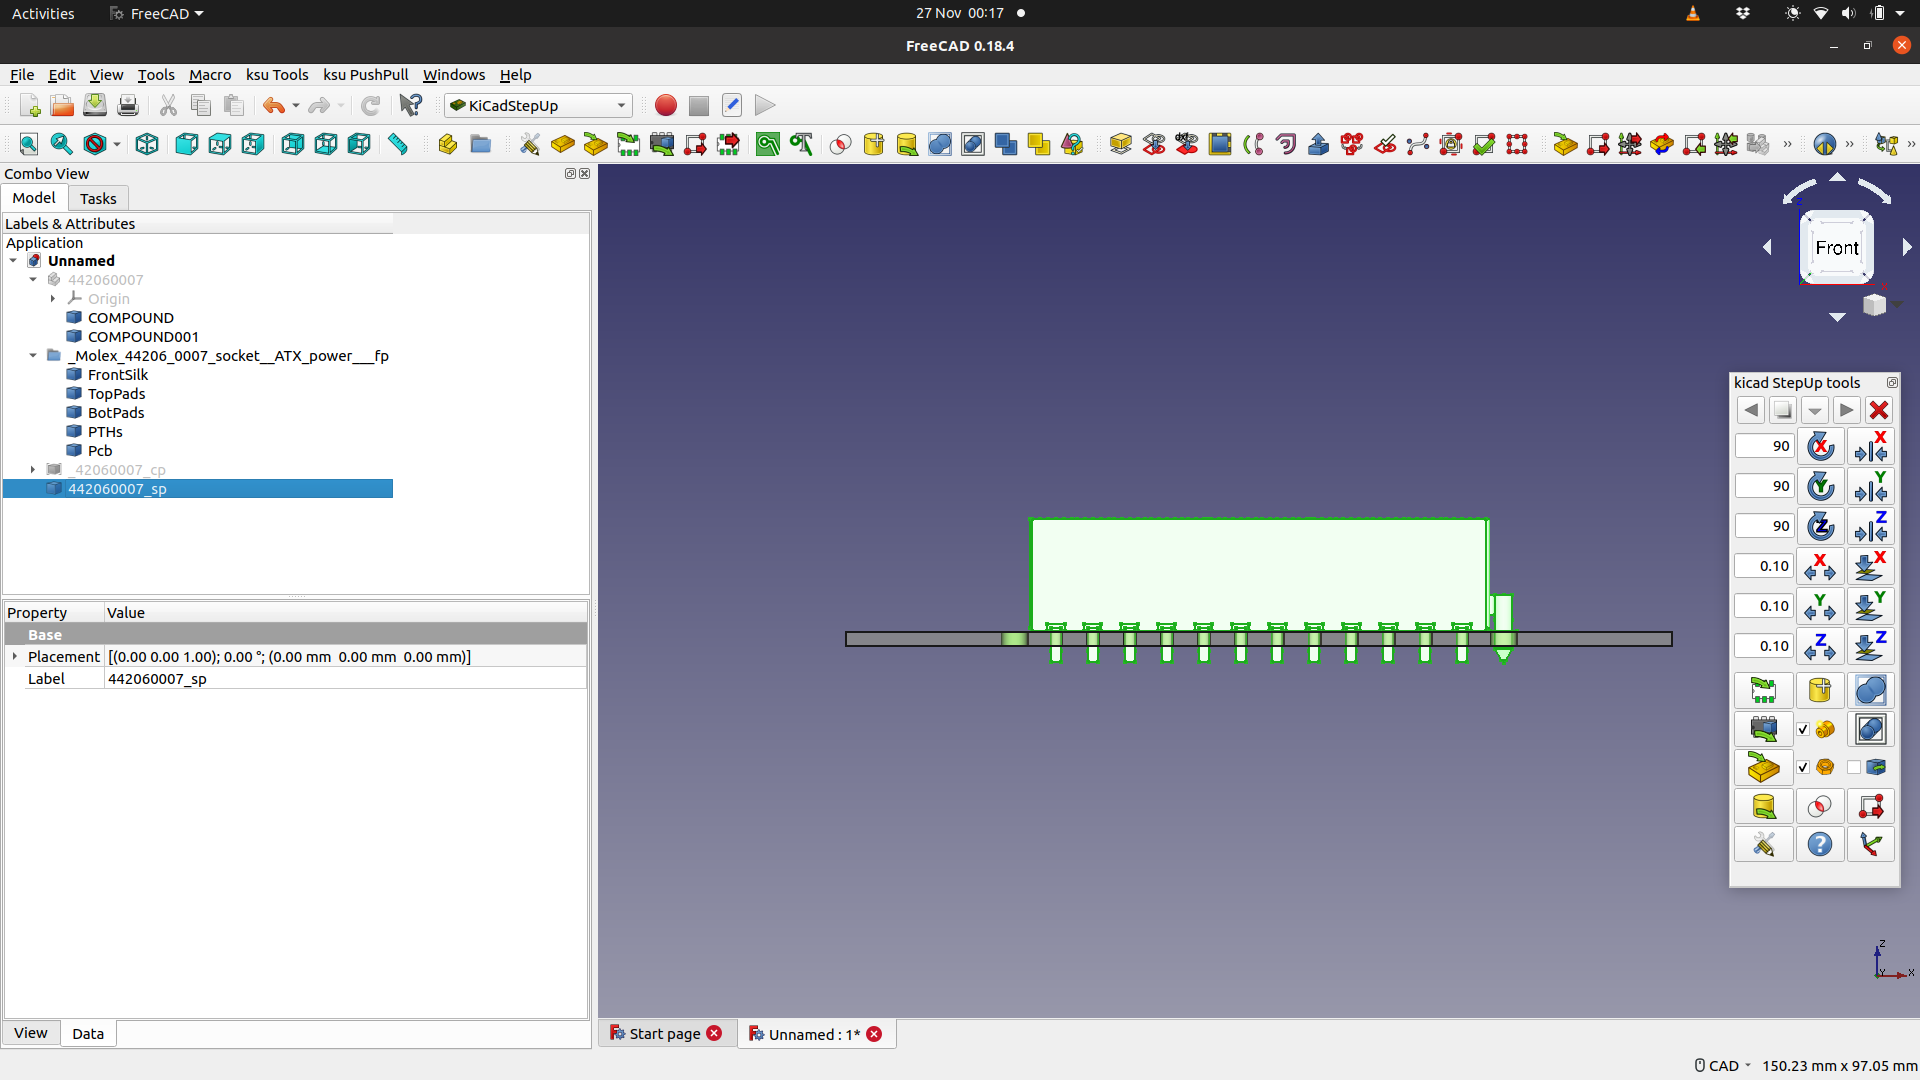 Activities
FreeCAD
27 Nov 00:17
FreeCAD 0.18.4
File Edit View Tools Macro ksu Tools ksu PushPull Windows Help
KiCadStepUp
Combo View
Model Tasks
Labels & Attributes
Application
Unnamed
442060007
Origin
COMPOUND
COMPOUND001
_Molex_44206_0007_socket__ATX_power___fp
FrontSilk
TopPads
BotPads
PTHs
Pcb
_42060007_cp
442060007_sp
Property Value
Base
Placement [(0.00 0.00 1.00); 0.00 °; (0.00 mm 0.00 mm 0.00 mm)]
Label 442060007_sp
View Data
Front
Z
X
kicad StepUp tools
90 X X
90 Y Y
90 Z Z
0.10 X X
0.10 Y Y
0.10 Z Z
Z
Y X
Start page
Unnamed : 1*
CAD 150.23 mm x 97.05 mm